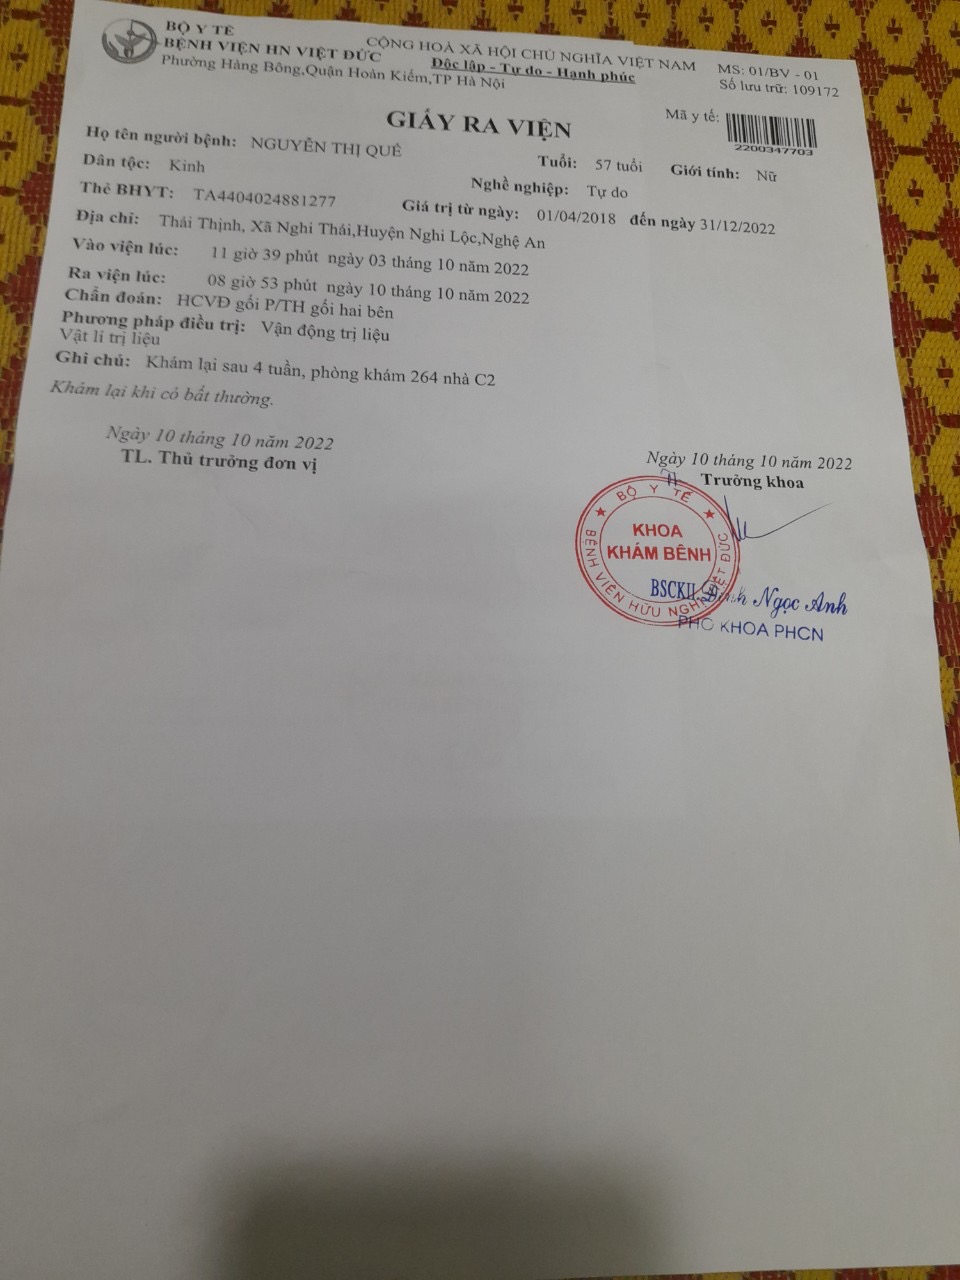 BỘ Y TẾ
BỆNH VIỆN HN VIỆT ĐỨC
Phường Hàng Bông,Quận Hoàn Kiếm,TP Hà Nội
CỘNG HOÀ XÃ HỘI CHỦ NGHĨA VIỆT NAM
Độc lập - Tự do - Hạnh phúc
MS: 01/BV - 01
Số lưu trữ: 109172
GIẤY RA VIỆN
Mã y tế:
2200347703
Họ tên người bệnh: NGUYỄN THỊ QUÊ Tuổi: 57 tuổi Giới tính: Nữ
Dân tộc: Kinh Nghề nghiệp: Tự do
Thẻ BHYT: TA4404024881277 Giá trị từ ngày: 01/04/2018 đến ngày 31/12/2022
Địa chỉ: Thái Thịnh, Xã Nghi Thái,Huyện Nghi Lộc,Nghệ An
Vào viện lúc: 11 giờ 39 phút ngày 03 tháng 10 năm 2022
Ra viện lúc: 08 giờ 53 phút ngày 10 tháng 10 năm 2022
Chẩn đoán: HCVĐ gối P/TH gối hai bên
Phương pháp điều trị: Vận động trị liệu
Vật lí trị liệu
Ghi chú: Khám lại sau 4 tuần, phòng khám 264 nhà C2
Khám lại khi có bất thường.
Ngày 10 tháng 10 năm 2022
TL. Thủ trưởng đơn vị
Ngày 10 tháng 10 năm 2022
Trưởng khoa
BỘ Y TẾ
KHOA
KHÁM BỆNH
BỆNH VIỆN HỮU NGHỊ VIỆT ĐỨC
BSCKII Đinh Ngọc Anh
PHÓ KHOA PHCN